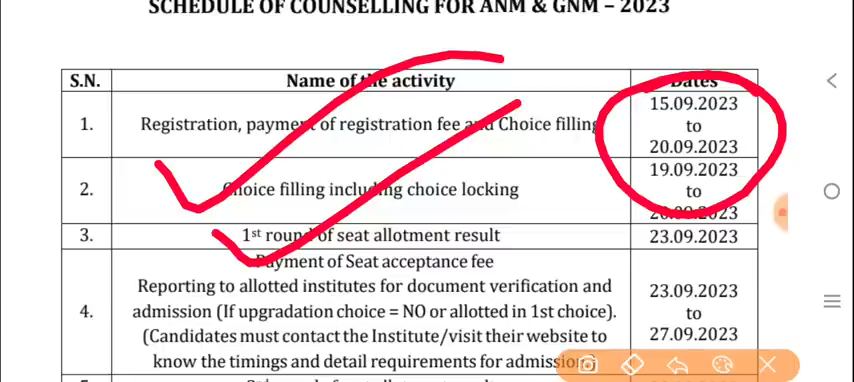 SCHEDULE OF COUNSELLING FOR ANM & GNM – 2023
S.N. Name of the activity Dates
1. Registration, payment of registration fee and Choice filling 15.09.2023 to 20.09.2023
2. Choice filling including choice locking 19.09.2023 to 20.09.2023
3. 1st round of seat allotment result 23.09.2023
4. Payment of Seat acceptance fee
Reporting to allotted institutes for document verification and
admission (If upgradation choice = NO or allotted in 1st choice).
(Candidates must contact the Institute/visit their website to
know the timings and detail requirements for admission)
23.09.2023
to
27.09.2023